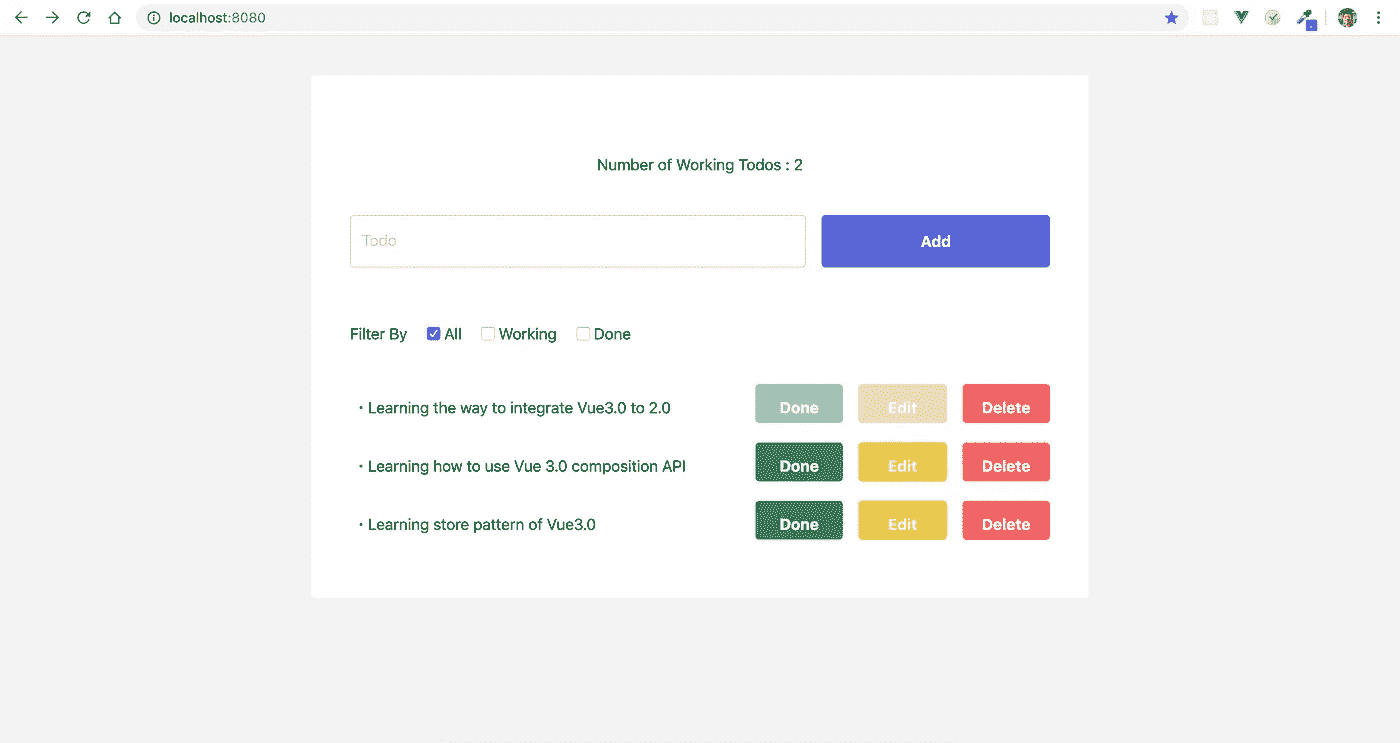 localhost:8080
Number of Working Todos : 2
Todo
Add
Filter By All Working Done
・Learning the way to integrate Vue3.0 to 2.0 Done Edit Delete
・Learning how to use Vue 3.0 composition API Done Edit Delete
・Learning store pattern of Vue3.0 Done Edit Delete